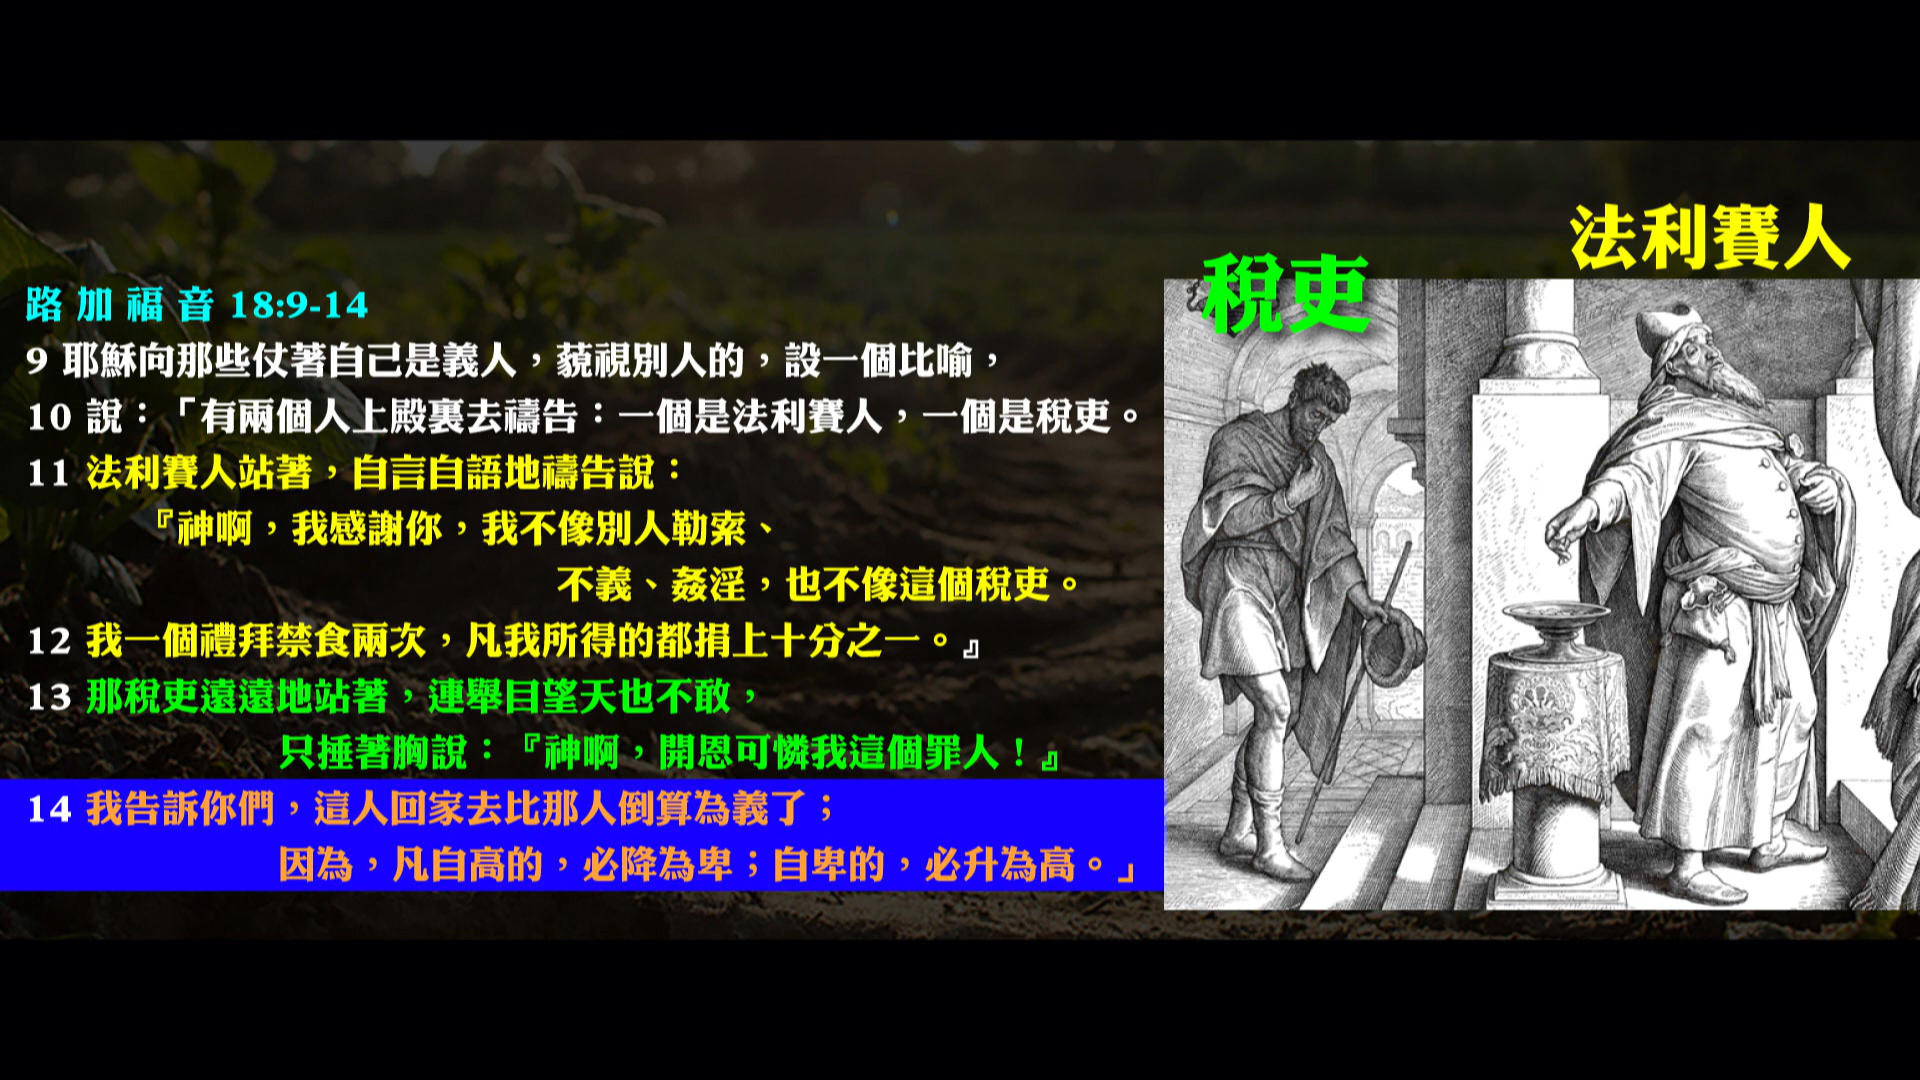 路加福音 18:9-14
9 耶穌向那些仗著自己是義人，藐視別人的，設一個比喻，
10 說：「有兩個人上殿裏去禱告：一個是法利賽人，一個是稅吏。
11 法利賽人站著，自言自語地禱告說：
『神啊，我感謝你，我不像別人勒索、
不義、姦淫，也不像這個稅吏。
12 我一個禮拜禁食兩次，凡我所得的都捐上十分之一。』
13 那稅吏遠遠地站著，連舉目望天也不敢，
只捶著胸說：『神啊，開恩可憐我這個罪人！』
14 我告訴你們，這人回家去比那人倒算為義了；
因為，凡自高的，必降為卑；自卑的，必升為高。」
稅吏
法利賽人